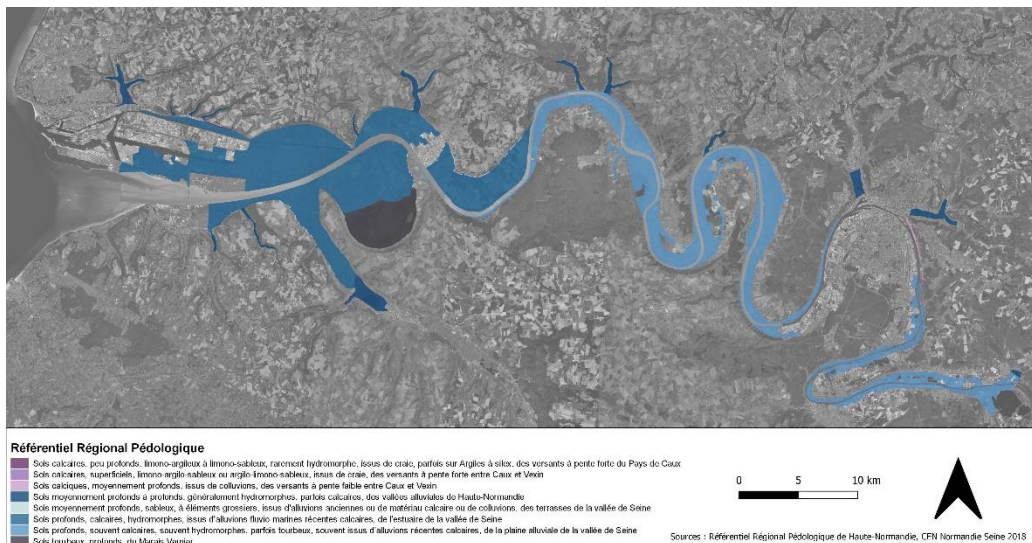 Référentiel Régional Pédologique
Sols calcaires, peu profonds, limono-argileux à limono-sableux, rarement hydromorphe, issus de craie, parfois sur Argiles à silex, des versants à pente forte du Pays de Caux
Sols calcaires, superficiels, limono-argilo-sableux ou argilo-limono-sableux, issus de craie, des versants à pente forte entre Caux et Vexin
Sols calciques, moyennement profonds, issus de colluvions, des versants à pente faible entre Caux et Vexin
Sols moyennement profonds à profonds, généralement hydromorphes, parfois calcaires, des vallées alluviales de Haute-Normandie
Sols moyennement profonds, sableux, à éléments grossiers, issus d'alluvions anciennes ou de matériau calcaire ou de colluvions, des terrasses de la vallée de Seine
Sols profonds, calcaires, hydromorphes, issus d'alluvions fluvio marines récentes calcaires, de l'estuaire de la vallée de Seine
Sols profonds, souvent calcaires, souvent hydromorphes, parfois tourbeux, souvent issus d'alluvions récentes calcaires, de la plaine alluviale de la vallée de Seine
Sols tourbeux, profonds, du Marais Vernier
0 5 10 km
Sources : Référentiel Régional Pédologique de Haute-Normandie, CEN Normandie Seine 2018